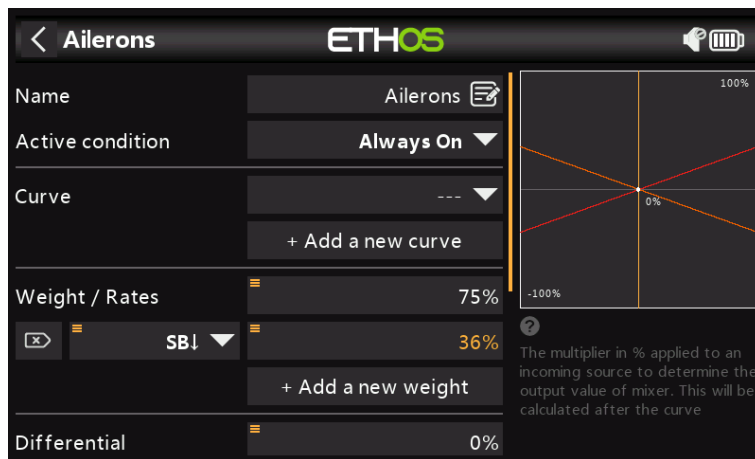 Ailerons
ETHOS
Name
Ailerons
Active condition
Always On
Curve
---
+ Add a new curve
Weight / Rates
75%
SB↓
36%
+ Add a new weight
Differential
0%
100%
0%
-100%
?
The multiplier in % applied to an
incoming source to determine the
output value of mixer. This will be
calculated after the curve